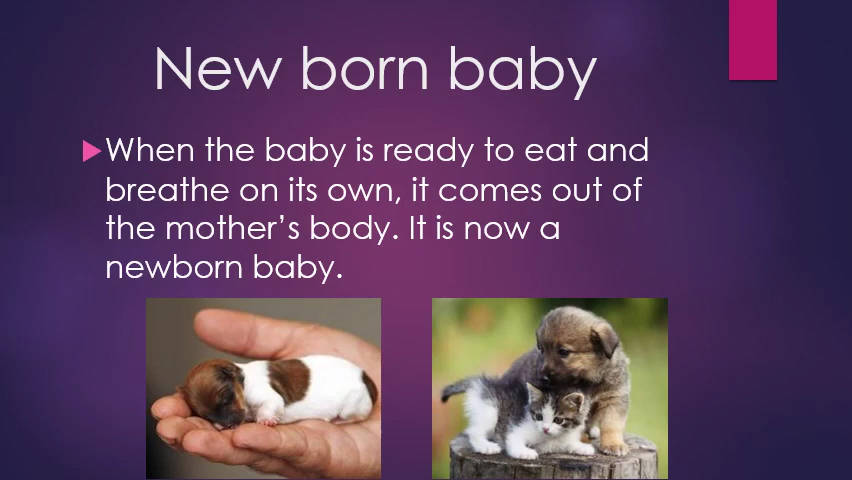 New born baby
When the baby is ready to eat and
breathe on its own, it comes out of
the mother’s body. It is now a
newborn baby.